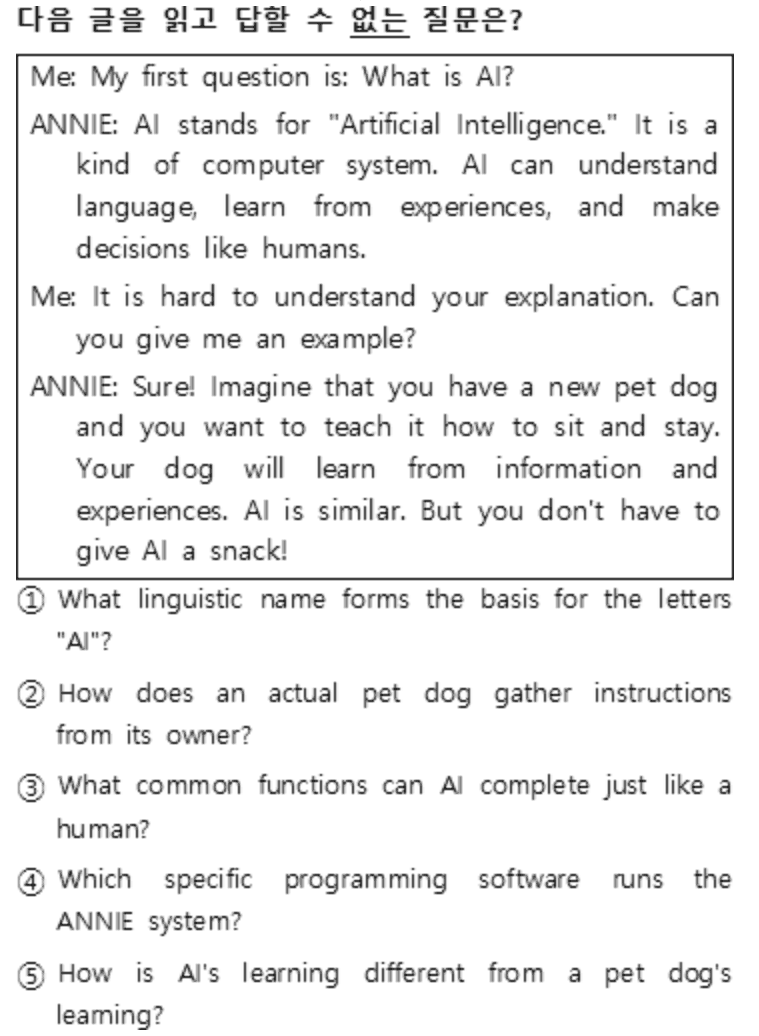 다음 글을 읽고 답할 수 없는 질문은?
Me: My first question is: What is AI?
ANNIE: AI stands for "Artificial Intelligence." It is a
kind of computer system. AI can understand
language, learn from experiences, and make
decisions like humans.
Me: It is hard to understand your explanation. Can
you give me an example?
ANNIE: Sure! Imagine that you have a new pet dog
and you want to teach it how to sit and stay.
Your dog will learn from information and
experiences. AI is similar. But you don't have to
give AI a snack!
① What linguistic name forms the basis for the letters
"AI"?
② How does an actual pet dog gather instructions
from its owner?
③ What common functions can AI complete just like a
human?
④ Which specific programming software runs the
ANNIE system?
⑤ How is AI's learning different from a pet dog's
learning?